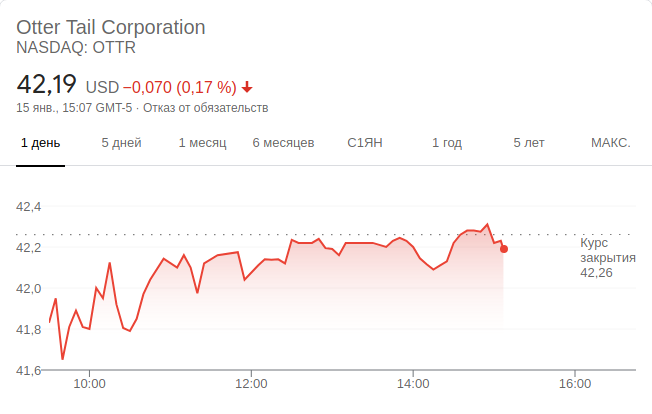 Otter Tail Corporation
NASDAQ: OTTR
42,19 USD −0,070 (0,17 %)
15 янв., 15:07 GMT-5 · Отказ от обязательств
1 день 5 дней 1 месяц 6 месяцев С1ЯН 1 год 5 лет МАКС.
42,4
42,2
42,0
41,8
41,6
Курс
закрытия
42,26
10:00 12:00 14:00 16:00